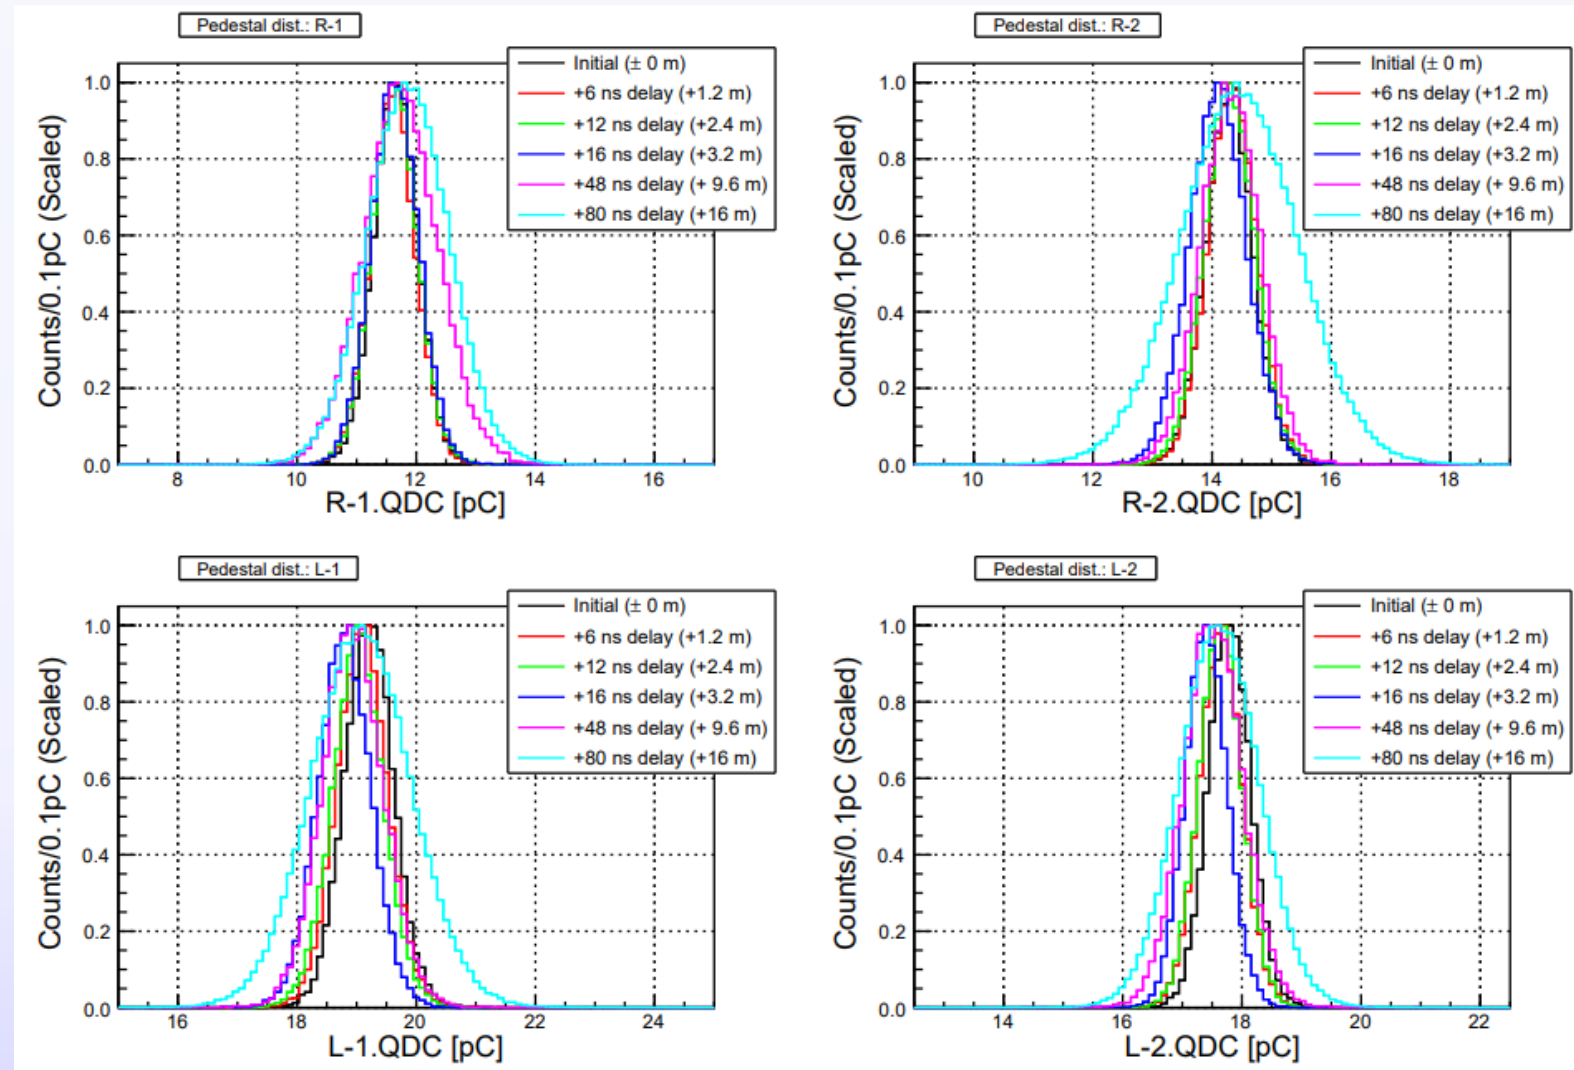 Pedestal dist.: R-1
Initial (± 0 m)
+6 ns delay (+1.2 m)
+12 ns delay (+2.4 m)
+16 ns delay (+3.2 m)
+48 ns delay (+ 9.6 m)
+80 ns delay (+16 m)
Counts/0.1pC (Scaled)
1.0
0.8
0.6
0.4
0.2
0.0
8 10 12 14 16
R-1.QDC [pC]
Pedestal dist.: R-2
Initial (± 0 m)
+6 ns delay (+1.2 m)
+12 ns delay (+2.4 m)
+16 ns delay (+3.2 m)
+48 ns delay (+ 9.6 m)
+80 ns delay (+16 m)
Counts/0.1pC (Scaled)
1.0
0.8
0.6
0.4
0.2
0.0
10 12 14 16 18
R-2.QDC [pC]
Pedestal dist.: L-1
Initial (± 0 m)
+6 ns delay (+1.2 m)
+12 ns delay (+2.4 m)
+16 ns delay (+3.2 m)
+48 ns delay (+ 9.6 m)
+80 ns delay (+16 m)
Counts/0.1pC (Scaled)
1.0
0.8
0.6
0.4
0.2
0.0
16 18 20 22 24
L-1.QDC [pC]
Pedestal dist.: L-2
Initial (± 0 m)
+6 ns delay (+1.2 m)
+12 ns delay (+2.4 m)
+16 ns delay (+3.2 m)
+48 ns delay (+ 9.6 m)
+80 ns delay (+16 m)
Counts/0.1pC (Scaled)
1.0
0.8
0.6
0.4
0.2
0.0
14 16 18 20 22
L-2.QDC [pC]